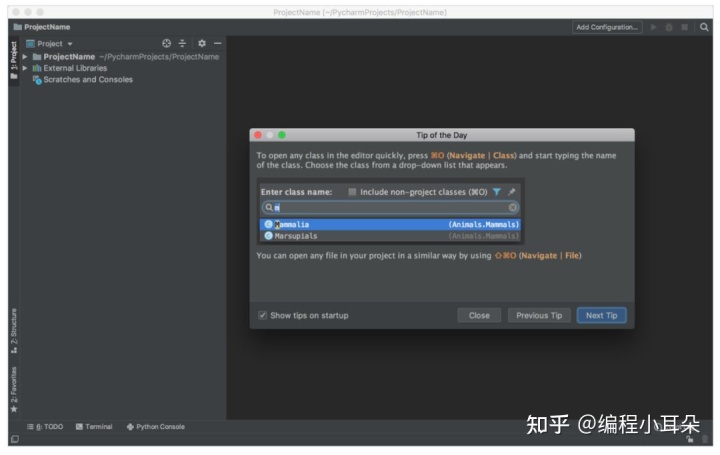 ProjectName [~/PycharmProjects/ProjectName]
ProjectName
Add Configuration...
1: Project
Project
ProjectName ~/PycharmProjects/ProjectName
External Libraries
Scratches and Consoles
Tip of the Day
To open any class in the editor quickly, press ⌘O (Navigate | Class) and start typing the name
of the class. Choose the class from a drop-down list that appears.
Enter class name:
Include non-project classes (⌘O)
m
Mammalia (Animals.Mammals)
Marsupials (Animals.Mammals)
You can open any file in your project in a similar way by using ⇧⌘O (Navigate | File)
Show tips on startup
Close
Previous Tip
Next Tip
7: Structure
2: Favorites
6: TODO
Terminal
Python Console
知乎 @编程小耳朵